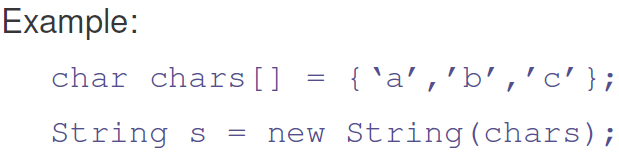 Example:
char chars[] = {‘a’,’b’,’c’};
String s = new String(chars);